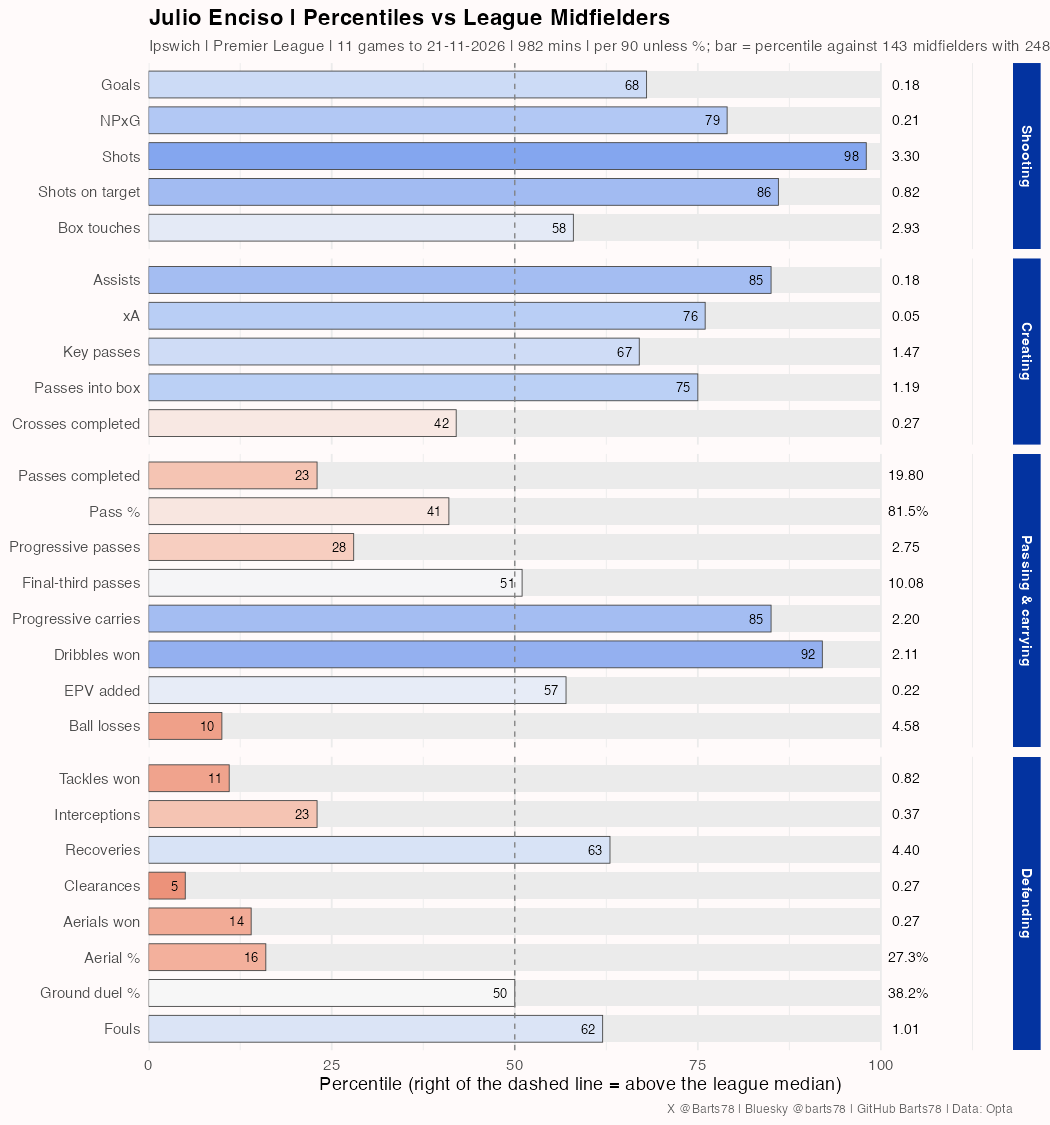 Julio Enciso | Percentiles vs League Midfielders
Ipswich | Premier League | 11 games to 21-11-2026 | 982 mins | per 90 unless %; bar = percentile against 143 midfielders with 248
Goals 68 0.18
NPxG 79 0.21
Shots 98 3.30
Shots on target 86 0.82
Box touches 58 2.93
Shooting
Assists 85 0.18
xA 76 0.05
Key passes 67 1.47
Passes into box 75 1.19
Crosses completed 42 0.27
Creating
Passes completed 23 19.80
Pass % 41 81.5%
Progressive passes 28 2.75
Final-third passes 51 10.08
Progressive carries 85 2.20
Dribbles won 92 2.11
EPV added 57 0.22
Ball losses 10 4.58
Passing & carrying
Tackles won 11 0.82
Interceptions 23 0.37
Recoveries 63 4.40
Clearances 5 0.27
Aerials won 14 0.27
Aerial % 16 27.3%
Ground duel % 50 38.2%
Fouls 62 1.01
Defending
0 25 50 75 100
Percentile (right of the dashed line = above the league median)
X @Barts78 | Bluesky @barts78 | GitHub Barts78 | Data: Opta